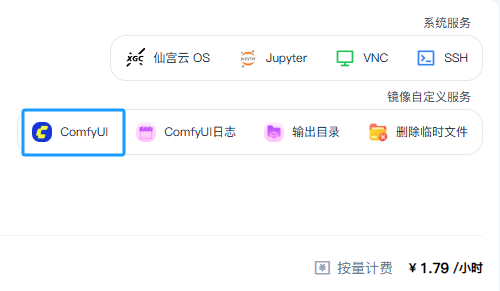 系统服务
XGC 仙宫云 OS Jupyter VNC SSH
镜像自定义服务
ComfyUI ComfyUI日志 输出目录 删除临时文件
单 按量计费 ¥ 1.79 /小时